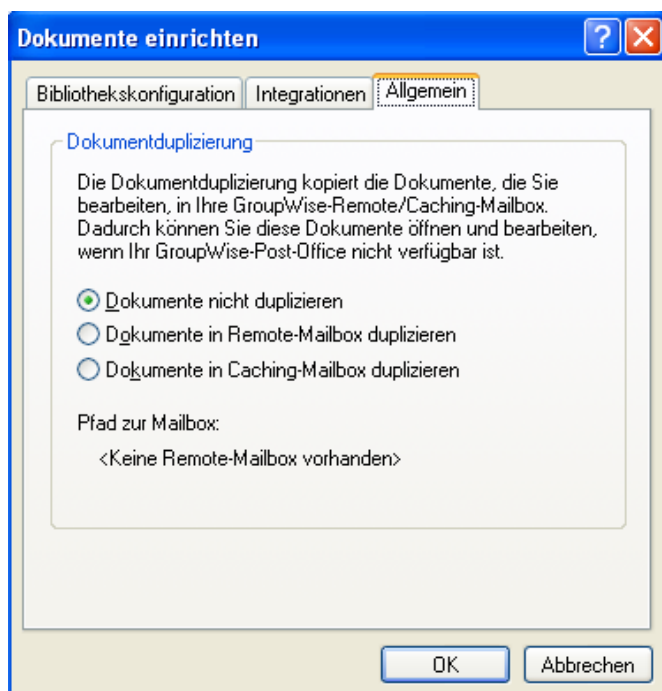 Dokumente einrichten
Bibliothekskonfiguration Integrationen Allgemein
Dokumentduplizierung
Die Dokumentduplizierung kopiert die Dokumente, die Sie
bearbeiten, in Ihre GroupWise-Remote/Caching-Mailbox.
Dadurch können Sie diese Dokumente öffnen und bearbeiten,
wenn Ihr GroupWise-Post-Office nicht verfügbar ist.
Dokumente nicht duplizieren
Dokumente in Remote-Mailbox duplizieren
Dokumente in Caching-Mailbox duplizieren
Pfad zur Mailbox:
<Keine Remote-Mailbox vorhanden>
OK Abbrechen